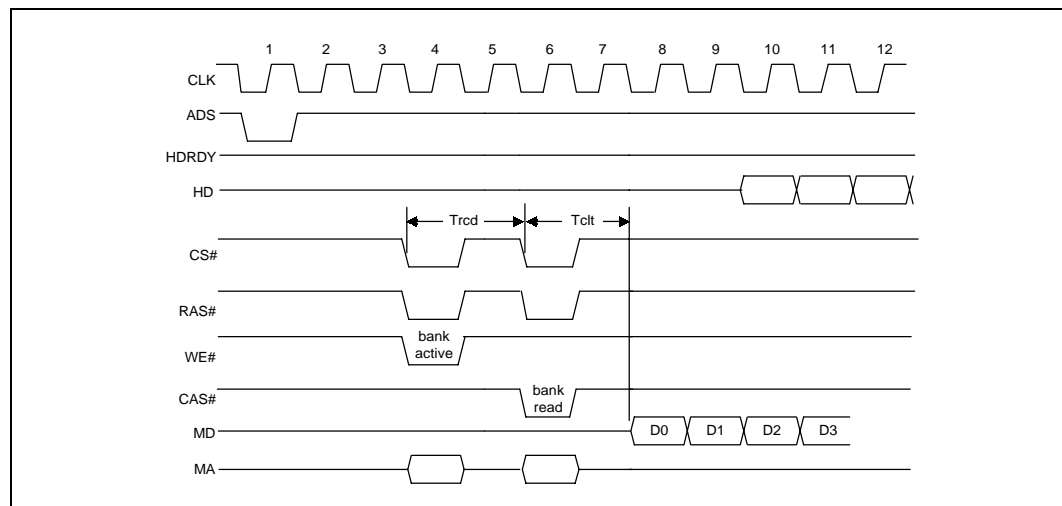 1 2 3 4 5 6 7 8 9 10 11 12
CLK
ADS
HDRDY
HD
Trcd Tclt
CS#
RAS#
bank
active
WE#
bank
read
CAS#
MD D0 D1 D2 D3
MA